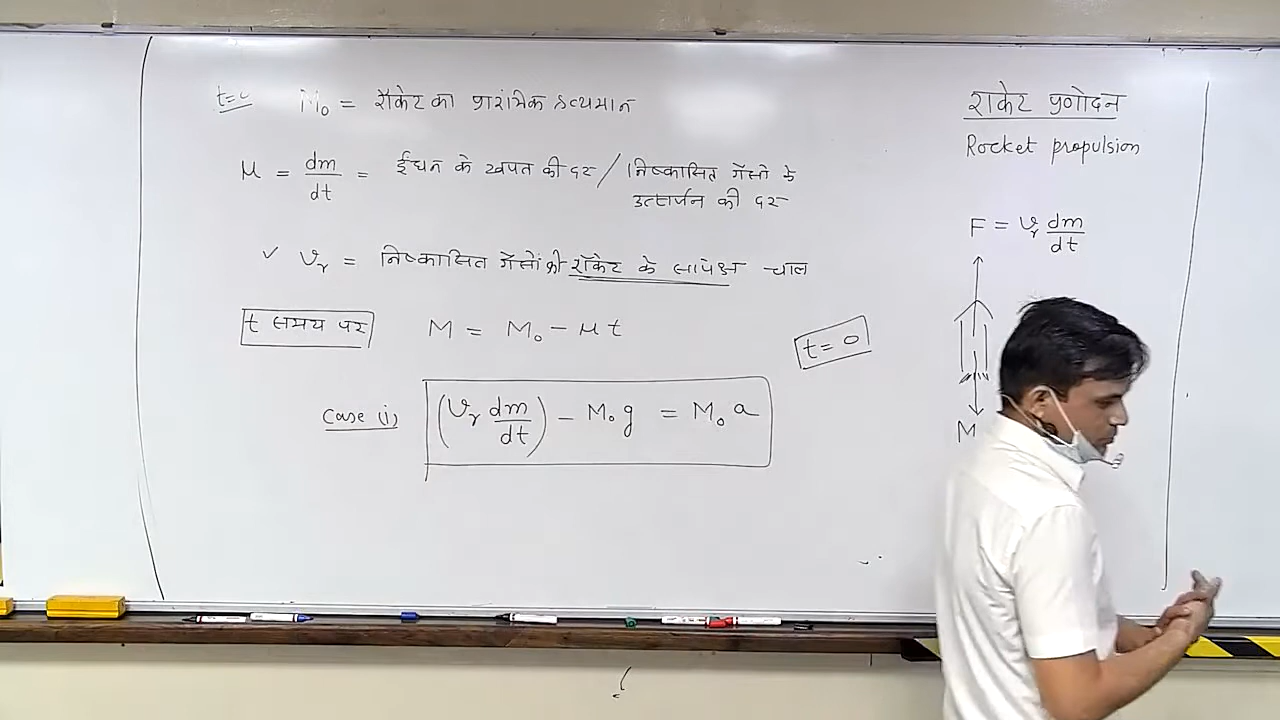 t=0 M₀ = रॉकेट का प्रारंभिक द्रव्यमान
μ = dm/dt = ईंधन के खपत की दर / निष्कासित गैसों के
उत्सर्जन की दर
✓ vᵣ = निष्कासित गैसों की रॉकेट के सापेक्ष चाल
t समय पर M = M₀ - μt
t = 0
case (i) (vᵣ dm/dt) - M₀g = M₀a
रॉकेट प्रणोदन
Rocket propulsion
F = vᵣ dm/dt
M